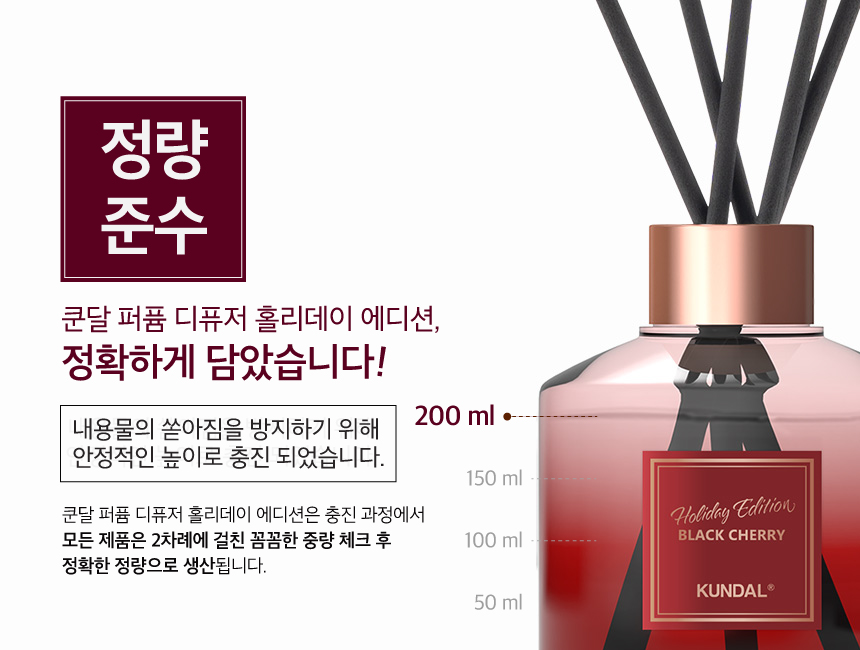 정량
준수
쿤달 퍼퓸 디퓨저 홀리데이 에디션,
정확하게 담았습니다!
내용물의 쏟아짐을 방지하기 위해
안정적인 높이로 충진 되었습니다.
쿤달 퍼퓸 디퓨저 홀리데이 에디션은 충진 과정에서
모든 제품은 2차례에 걸친 꼼꼼한 중량 체크 후
정확한 정량으로 생산됩니다.
200 ml
150 ml
100 ml
50 ml
Holiday Edition
BLACK CHERRY
KUNDAL®